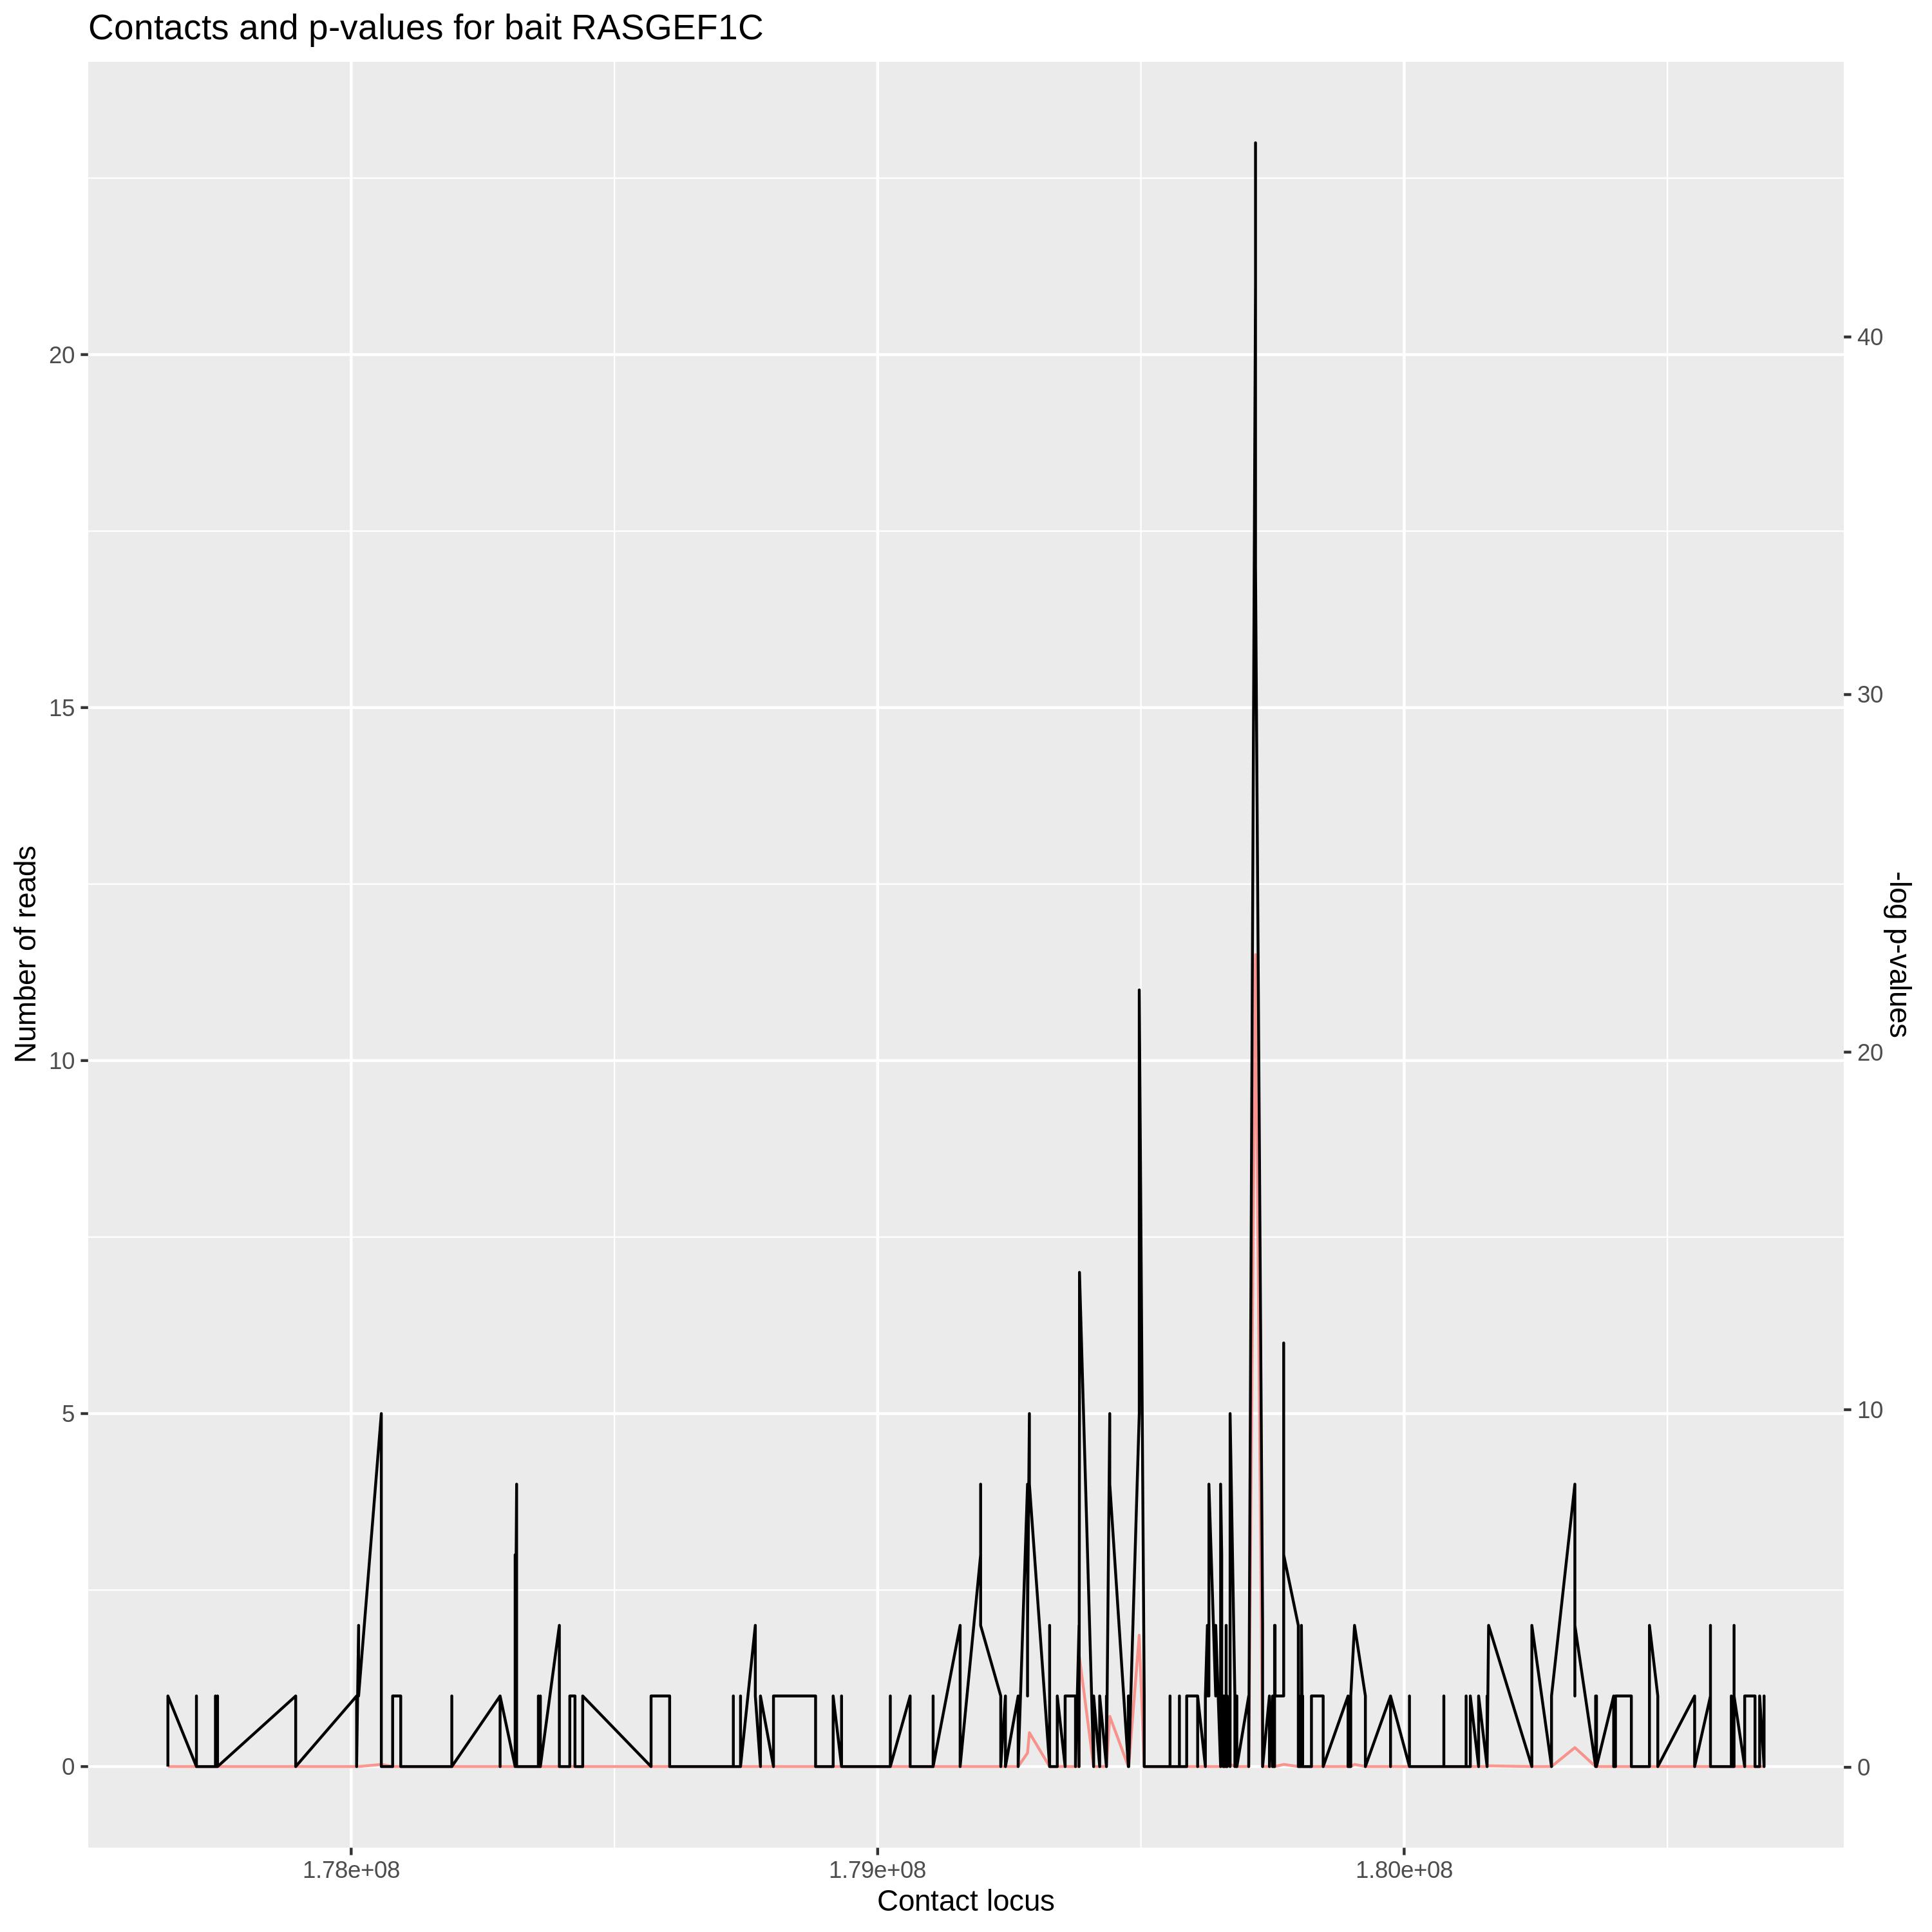 Contacts and p-values for bait RASGEF1C
Number of reads
20
15
10
5
0
40
30
20
10
0
-log p-values
1.78e+08
1.79e+08
1.80e+08
Contact locus